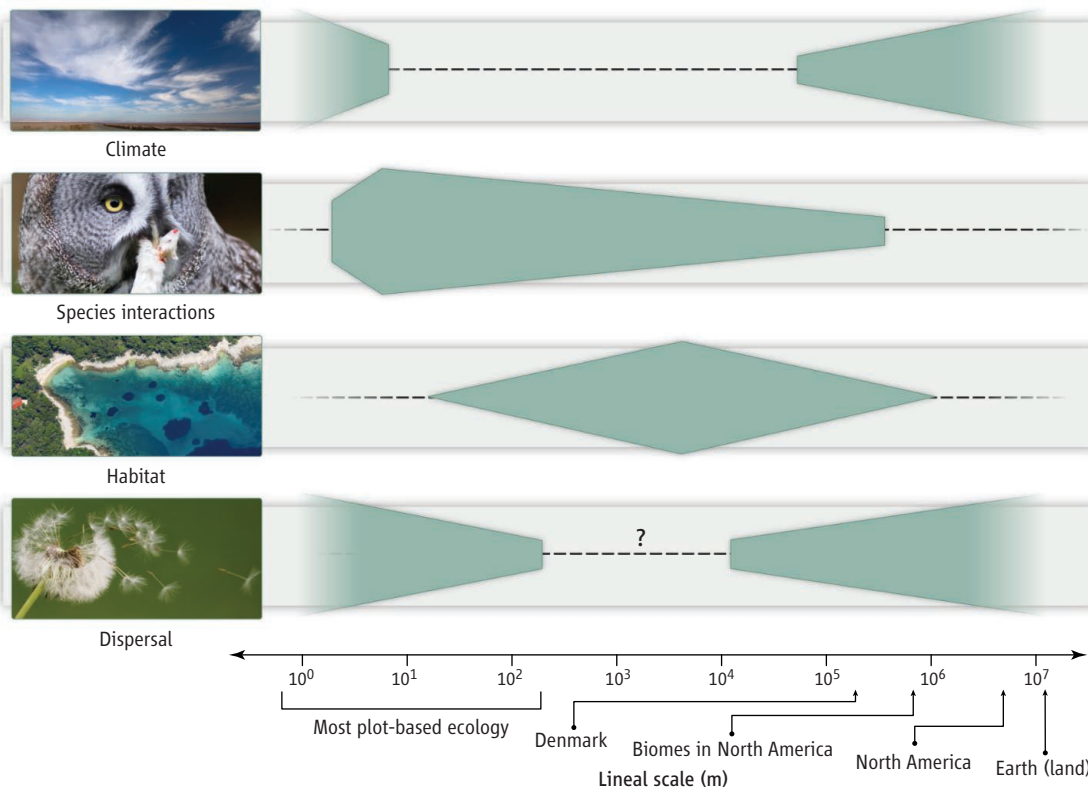 Climate
Species interactions
Habitat
?
Dispersal
10⁰ 10¹ 10² 10³ 10⁴ 10⁵ 10⁶ 10⁷
Most plot-based ecology
Denmark
Biomes in North America
North America
Earth (land)
Lineal scale (m)